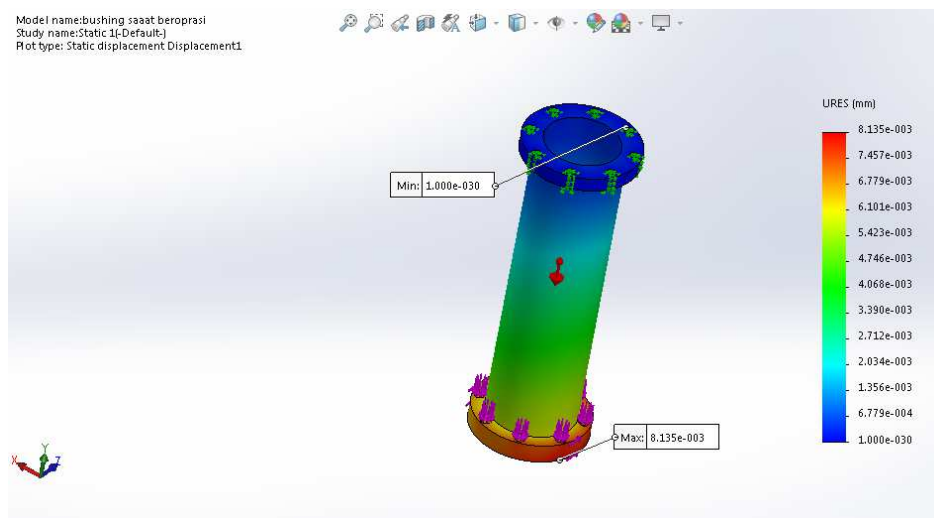 Model name:bushing saaat beroprasi
Study name:Static 1(-Default-)
Plot type: Static displacement Displacement1
URES (mm)
8.135e-003
7.457e-003
6.779e-003
6.101e-003
5.423e-003
4.746e-003
4.068e-003
3.390e-003
2.712e-003
2.034e-003
1.356e-003
6.779e-004
1.000e-030
Min: 1.000e-030
Max: 8.135e-003
Y
X
Z